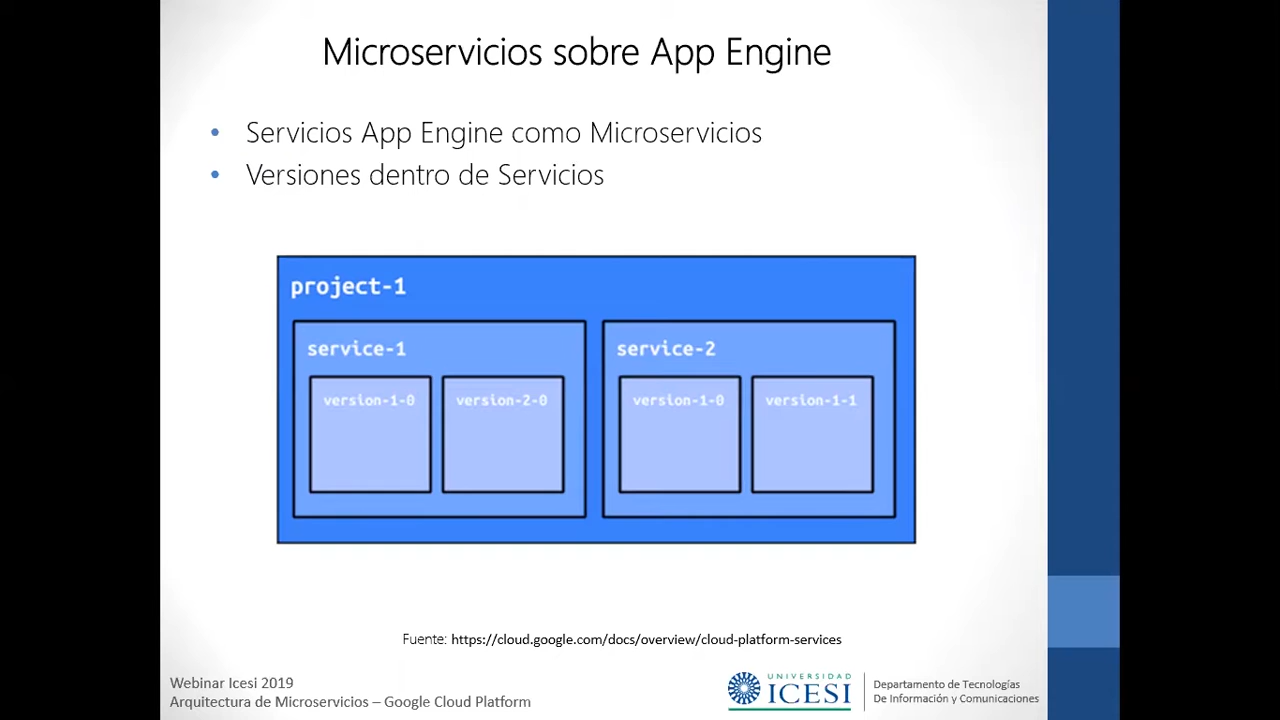 Microservicios sobre App Engine
• Servicios App Engine como Microservicios
• Versiones dentro de Servicios
project-1
service-1
service-2
version-1-0
version-2-0
version-1-0
version-1-1
Fuente: https://cloud.google.com/docs/overview/cloud-platform-services
Webinar Icesi 2019
Arquitectura de Microservicios – Google Cloud Platform
UNIVERSIDAD
ICESI
Departamento de Tecnologías
De Información y Comunicaciones